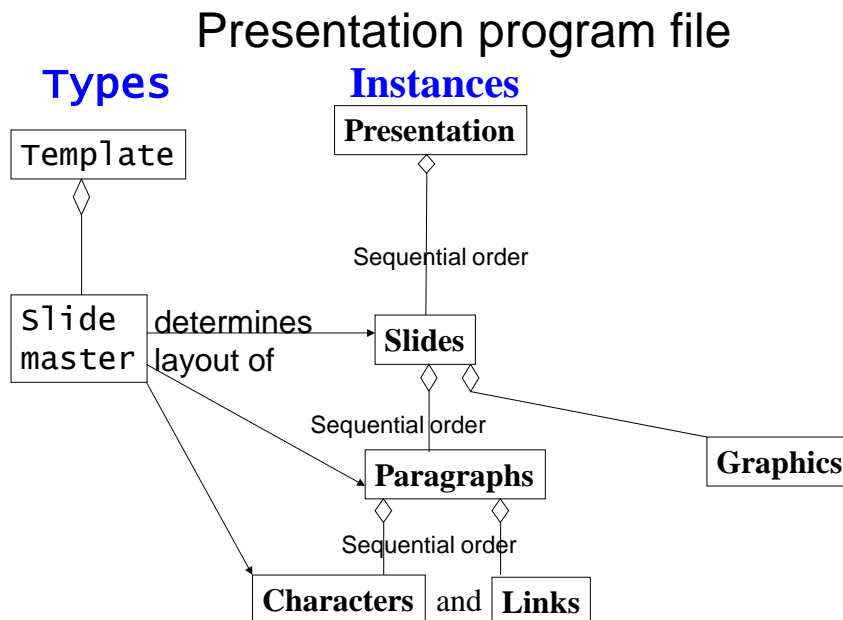 Presentation program file
Types
Instances
Presentation
Template
Sequential order
Slide
master
determines
layout of
Slides
Sequential order
Graphics
Paragraphs
Sequential order
Characters and Links